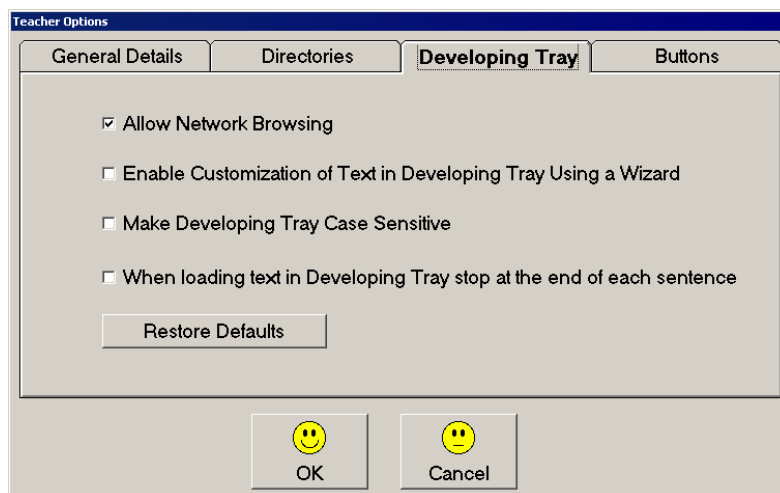 Teacher Options
General Details Directories Developing Tray Buttons
Allow Network Browsing
Enable Customization of Text in Developing Tray Using a Wizard
Make Developing Tray Case Sensitive
When loading text in Developing Tray stop at the end of each sentence
Restore Defaults
OK Cancel